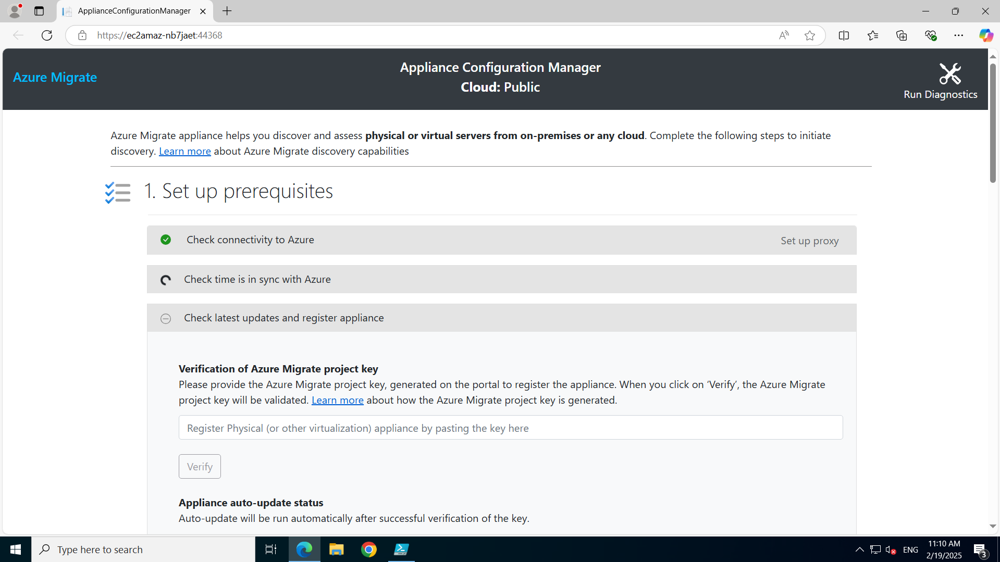 ApplianceConfigurationManager
https://ec2amaz-nb7jaet:44368
Azure Migrate
Appliance Configuration Manager
Cloud: Public
Run Diagnostics
Azure Migrate appliance helps you discover and assess physical or virtual servers from on-premises or any cloud. Complete the following steps to initiate
discovery. Learn more about Azure Migrate discovery capabilities
1. Set up prerequisites
Check connectivity to Azure
Set up proxy
Check time is in sync with Azure
Check latest updates and register appliance
Verification of Azure Migrate project key
Please provide the Azure Migrate project key, generated on the portal to register the appliance. When you click on ‘Verify’, the Azure Migrate
project key will be validated. Learn more about how the Azure Migrate project key is generated.
Register Physical (or other virtualization) appliance by pasting the key here
Verify
Appliance auto-update status
Auto-update will be run automatically after successful verification of the key.
Type here to search
ENG
11:10 AM
2/19/2025
3